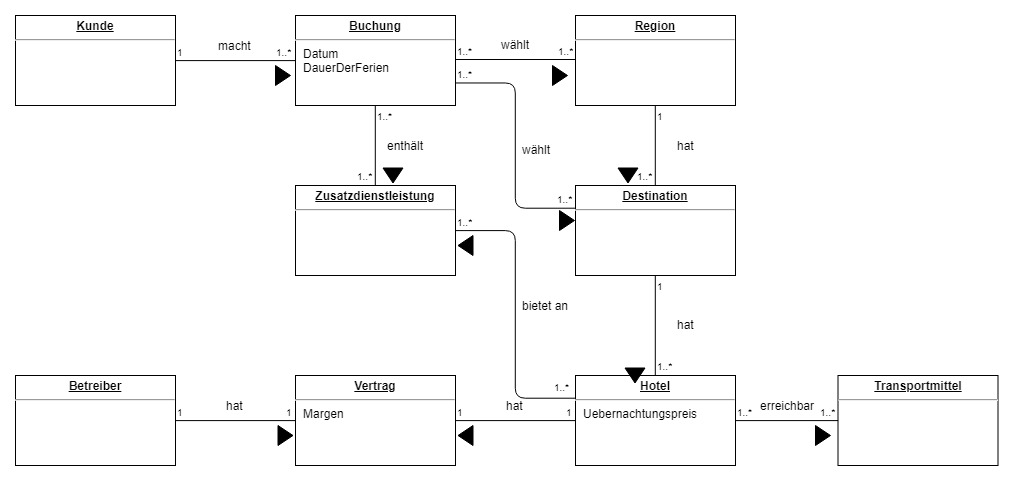 Kunde
1
macht
1..*
Buchung
Datum
DauerDerFerien
1..*
wählt
1..*
Region
1..*
1..*
enthält
1..*
wählt
1..*
1
hat
1..*
Zusatzdienstleistung
1..*
Destination
1
hat
1..*
bietet an
1..*
Betreiber
1
hat
1
Vertrag
Margen
1
hat
1
Hotel
Uebernachtungspreis
1..*
erreichbar
1..*
Transportmittel